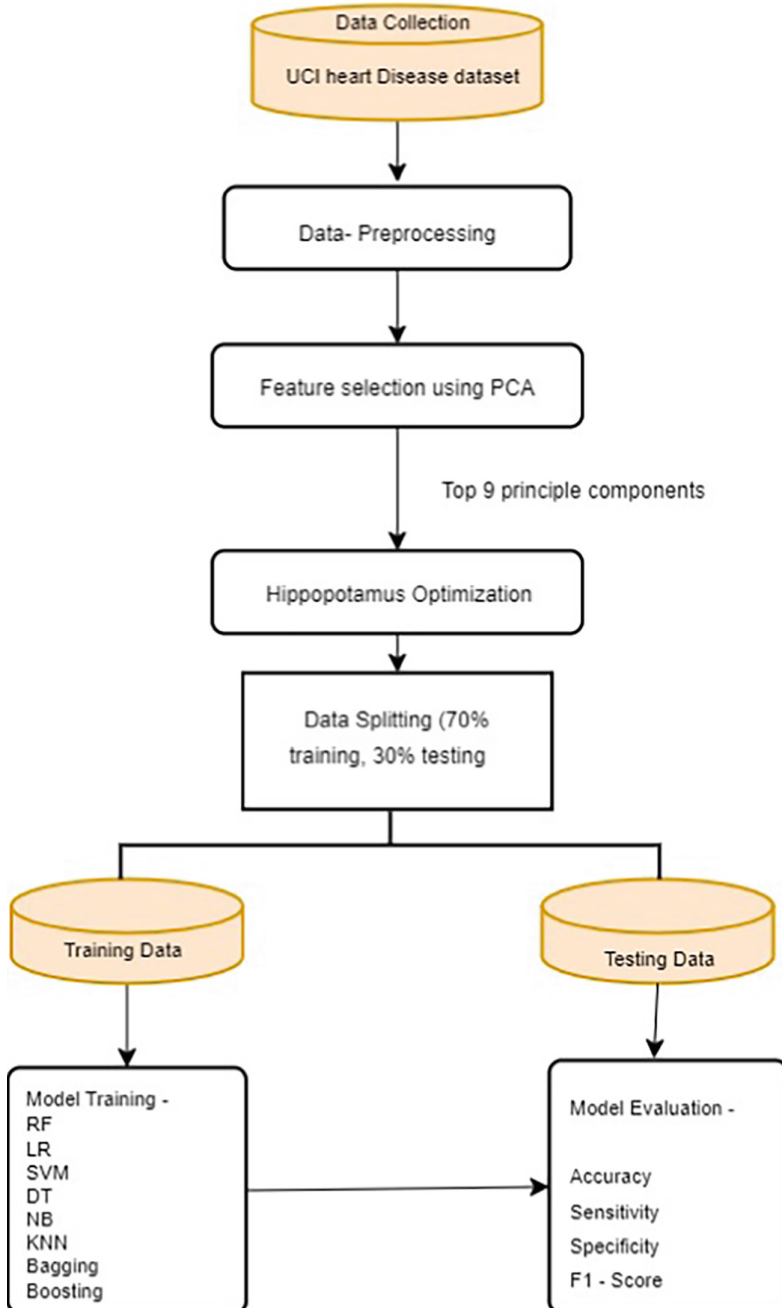 Data Collection
UCI heart Disease dataset
Data- Preprocessing
Feature selection using PCA
Top 9 principle components
Hippopotamus Optimization
Data Splitting (70%
training, 30% testing
Training Data
Testing Data
Model Training -
RF
LR
SVM
DT
NB
KNN
Bagging
Boosting
Model Evaluation -
Accuracy
Sensitivity
Specificity
F1 - Score